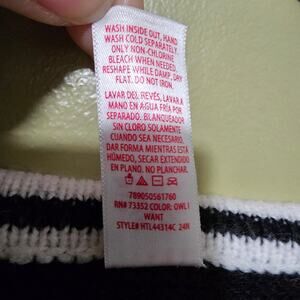 WASH INSIDE OUT, HAND
WASH COLD SEPARATELY
ONLY NON-CHLORINE
BLEACH WHEN NEEDED,
RESHAPE WHILE DAMP, DRY
FLAT. DO NOT IRON.
LAVAR DEL REVÉS, LAVAR A
MANO EN AGUA FRÍA POR
SEPARADO. BLANQUEADOR
SIN CLORO SOLAMENTE
CUANDO SEA NECESARIO.
DAR FORMA MIENTRAS ESTÁ
HÚMEDO, SECAR EXTENDIDO
EN PLANO. NO PLANCHAR.
789050561760
RN# 73352 COLOR: OWL I
WANT
STYLE# HTL44314C 24N